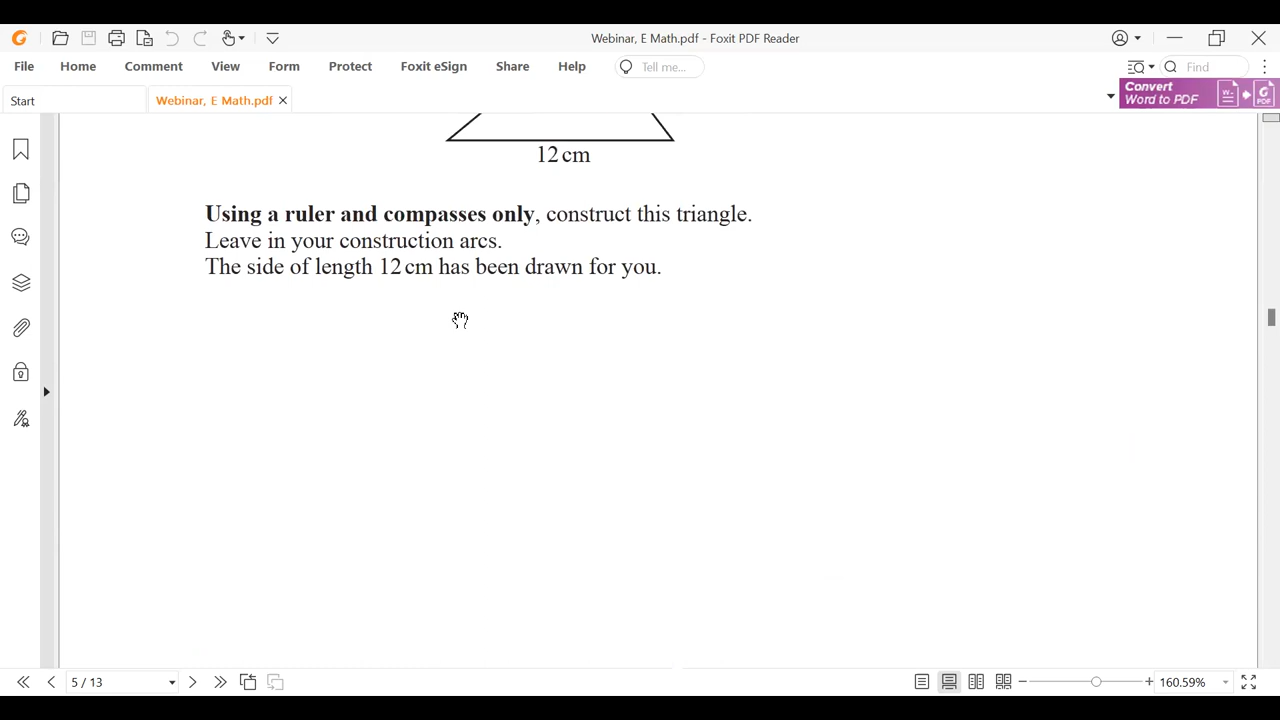 Webinar, E Math.pdf - Foxit PDF Reader
File Home Comment View Form Protect Foxit eSign Share Help Tell me... Find
Start Webinar, E Math.pdf
Convert
Word to PDF
PDF
12 cm
Using a ruler and compasses only, construct this triangle.
Leave in your construction arcs.
The side of length 12 cm has been drawn for you.
5 / 13 160.59%